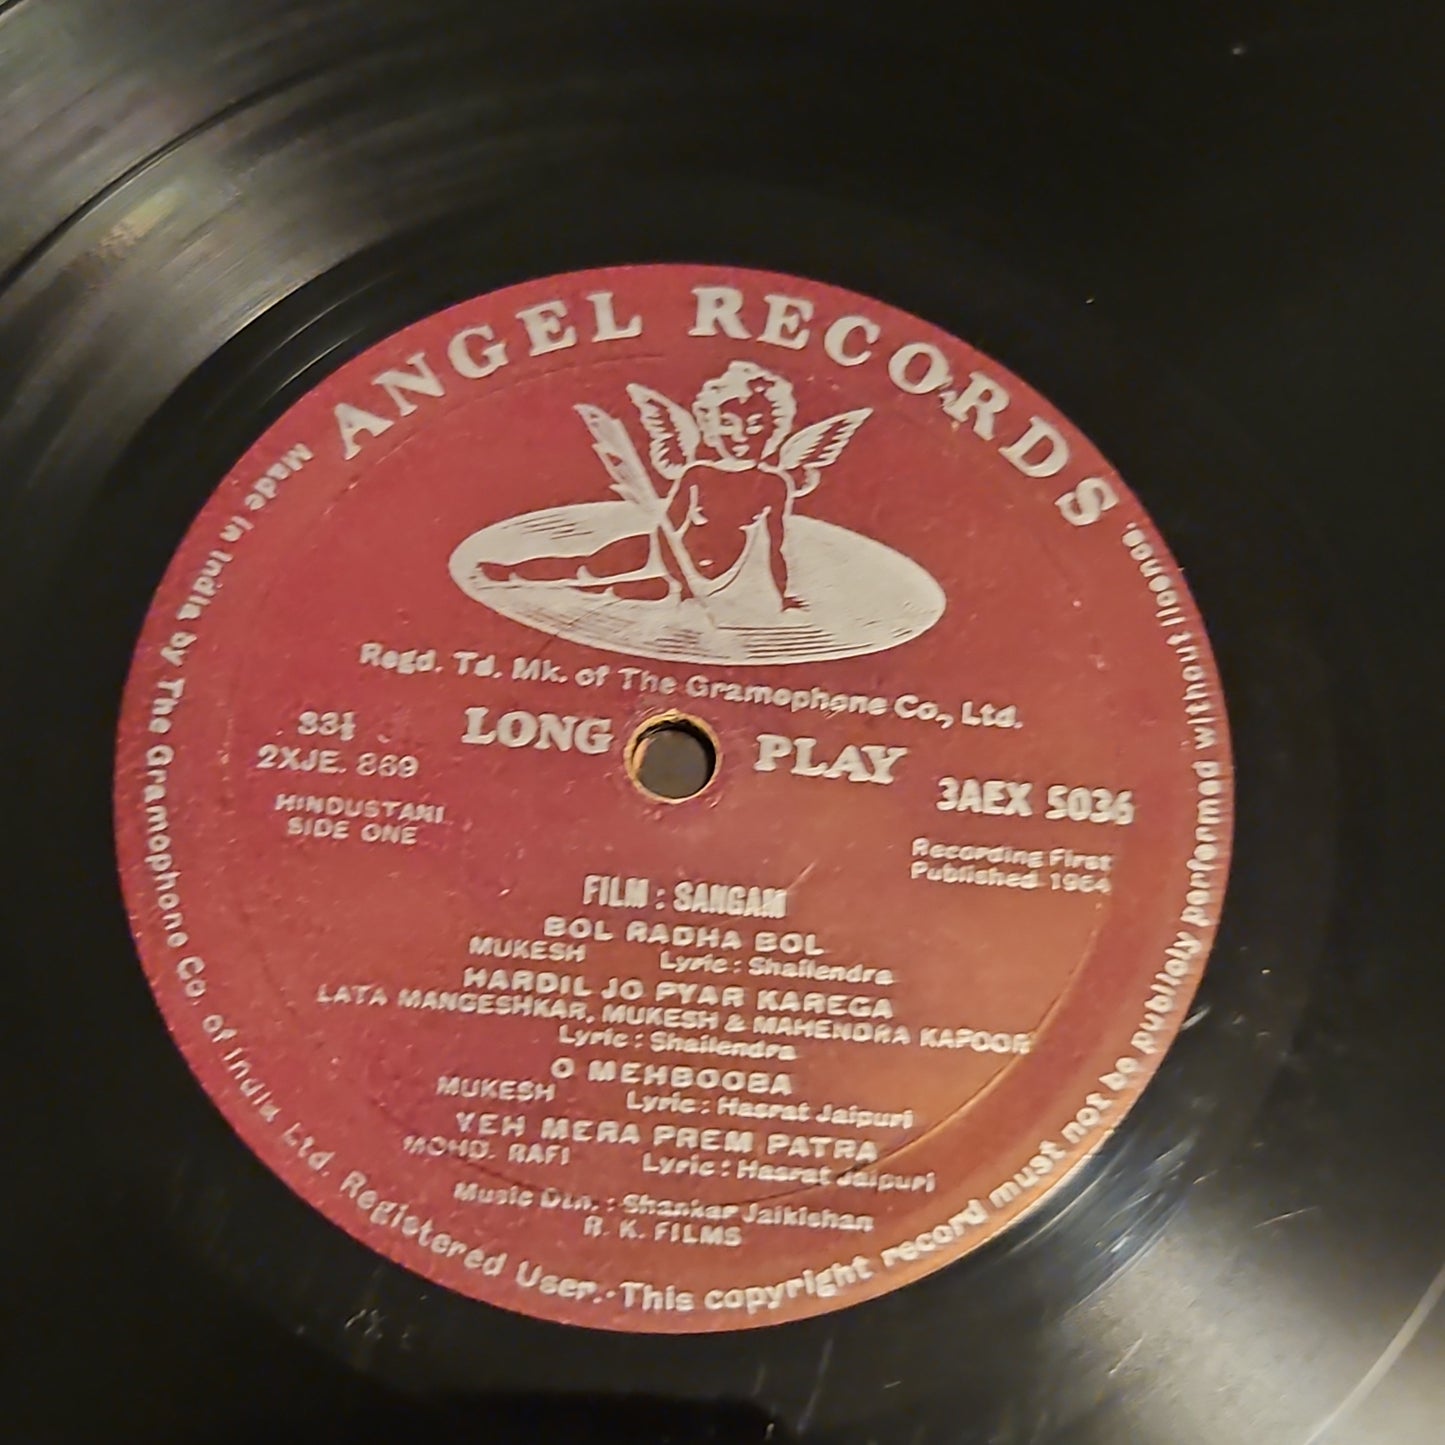 ANGEL RECORDS
Regd. Td. Mk. of The Gramophone Co., Ltd.
LONG PLAY
33⅓
2XJE. 869
HINDUSTANI
SIDE ONE
3AEX 5036
Recording First
Published 1964
FILM : SANGAM
BOL RADHA BOL
MUKESH Lyric : Shailendra
HARDIL JO PYAR KAREGA
LATA MANGESHKAR, MUKESH & MAHENDRA KAPOOR
Lyric : Shailendra
O MEHBOOBA
MUKESH Lyric : Hasrat Jaipuri
YEH MERA PREM PATRA
MOHD. RAFI Lyric : Hasrat Jaipuri
Music Dtn. : Shankar Jaikishan
R. K. FILMS
Made in India by The Gramophone Co. of India Ltd. Registered User.· This copyright record must not be publicly performed without licence.